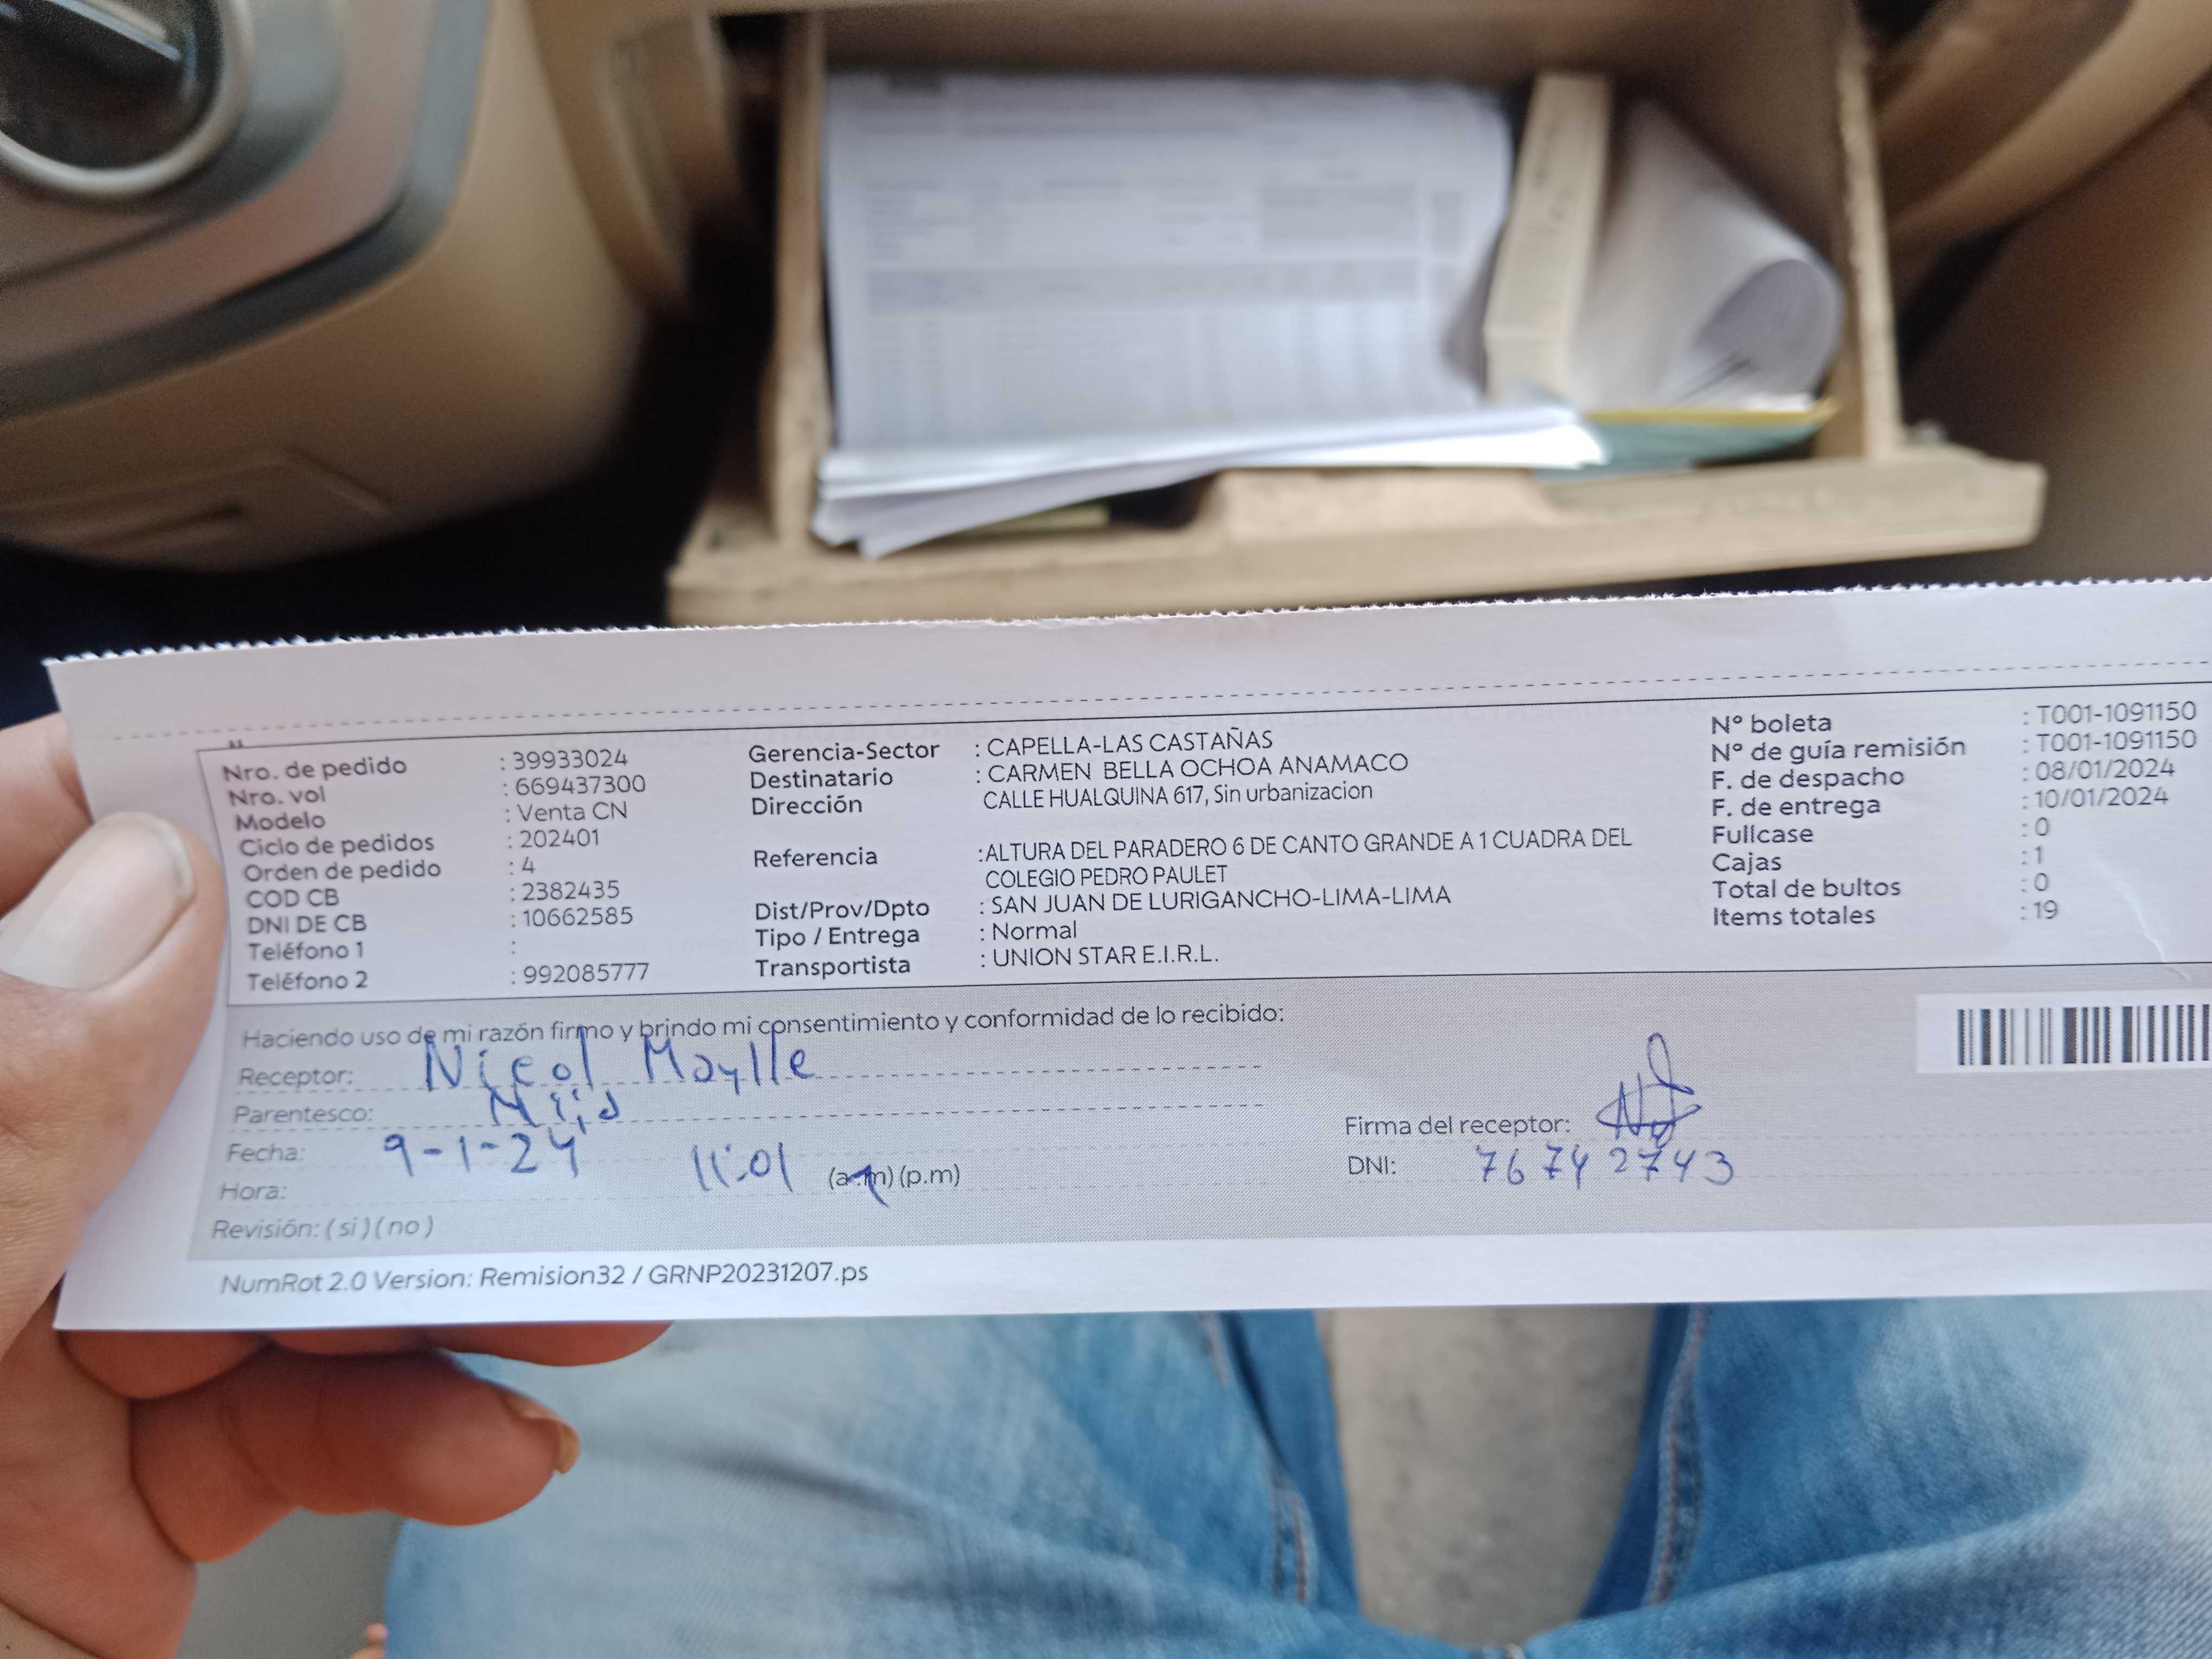 Nro. de pedido : 39933024
Nro. vol : 669437300
Modelo : Venta CN
Ciclo de pedidos : 202401
Orden de pedido : 4
COD CB : 2382435
DNI DE CB : 10662585
Teléfono 1 :
Teléfono 2 : 992085777
Gerencia-Sector : CAPELLA-LAS CASTAÑAS
Destinatario : CARMEN BELLA OCHOA ANAMACO
Dirección CALLE HUALQUINA 617, Sin urbanizacion
Referencia :ALTURA DEL PARADERO 6 DE CANTO GRANDE A 1 CUADRA DEL
COLEGIO PEDRO PAULET
Dist/Prov/Dpto : SAN JUAN DE LURIGANCHO-LIMA-LIMA
Tipo / Entrega : Normal
Transportista : UNION STAR E.I.R.L.
N° boleta : T001-1091150
N° de guía remisión : T001-1091150
F. de despacho : 08/01/2024
F. de entrega : 10/01/2024
Fullcase : 0
Cajas : 1
Total de bultos : 0
Items totales : 19
Haciendo uso de mi razón firmo y brindo mi consentimiento y conformidad de lo recibido:
Receptor: Nicol Maylle
Parentesco:
Fecha: 9-1-24
Hora: 11:01 (a.m) (p.m)
Revisión: ( si ) ( no )
Firma del receptor:
DNI: 76742743
NumRot 2.0 Version: Remision32 / GRNP20231207.ps